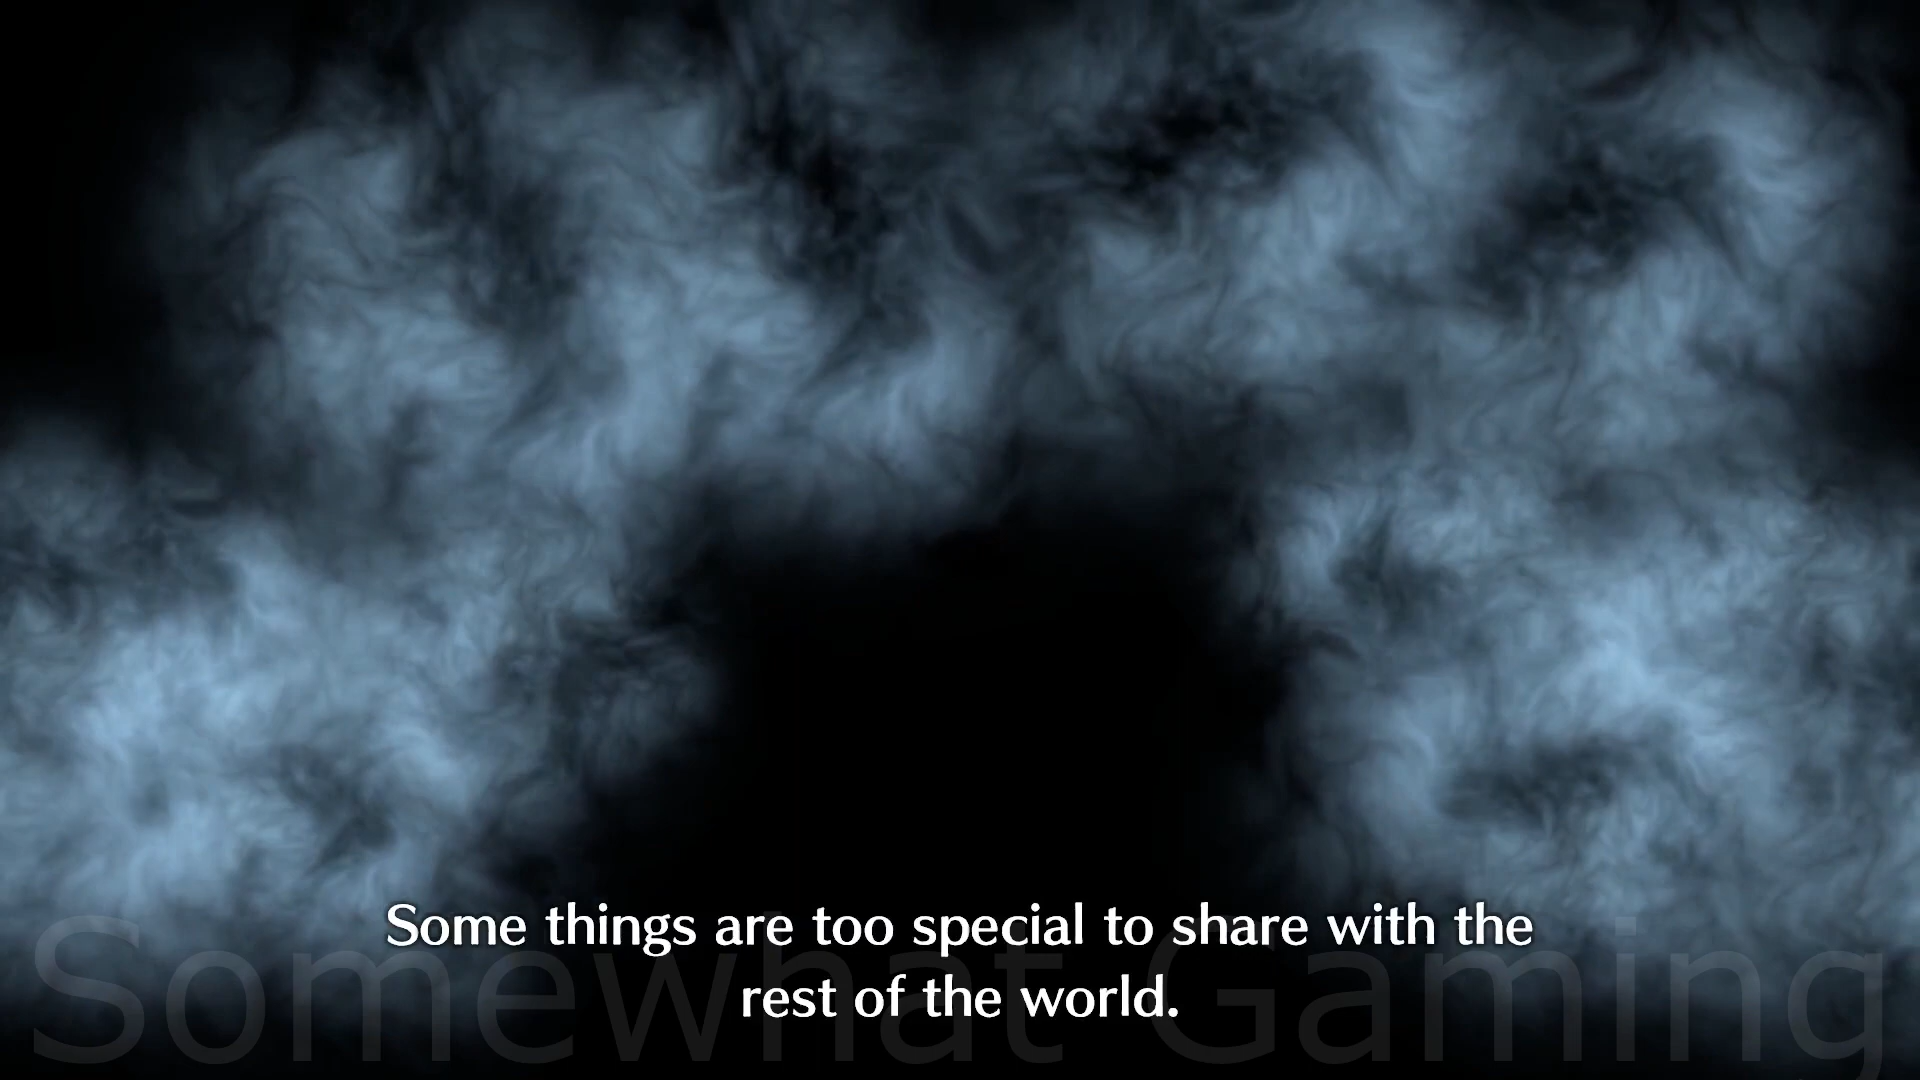 Some things are too special to share with the
rest of the world.
Somewhat Gaming